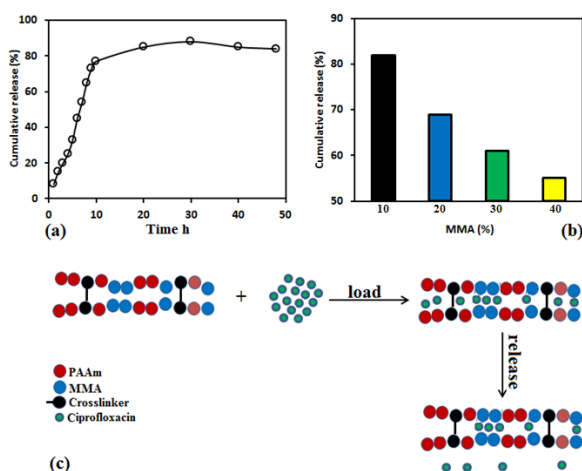 (a)
Cumulative release (%)
100
80
60
40
20
0
0 10 20 30 40 50
Time h
(b)
Cumulative release (%)
90
80
70
60
50
10 20 30 40
MMA (%)
+
load
release
PAAm
MMA
Crosslinker
Ciprofloxacin
(c)